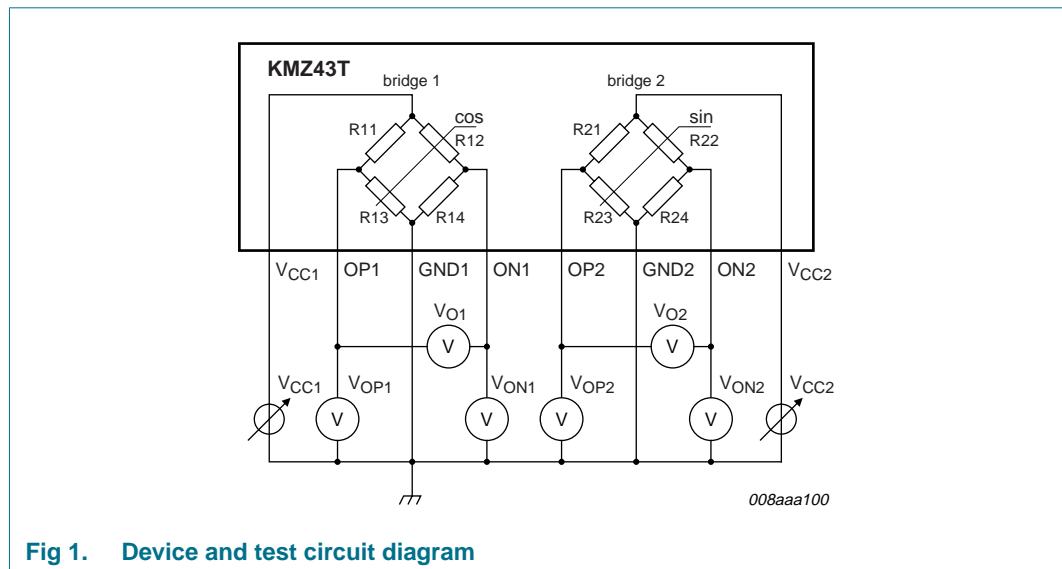 KMZ43T
bridge 1
bridge 2
cos
sin
R11
R12
R21
R22
R13
R14
R23
R24
VCC1
OP1
GND1
ON1
OP2
GND2
ON2
VCC2
VO1
VO2
V
V
VCC1
VOP1
VON1
VOP2
VON2
VCC2
V
V
V
V
008aaa100
Fig 1. Device and test circuit diagram